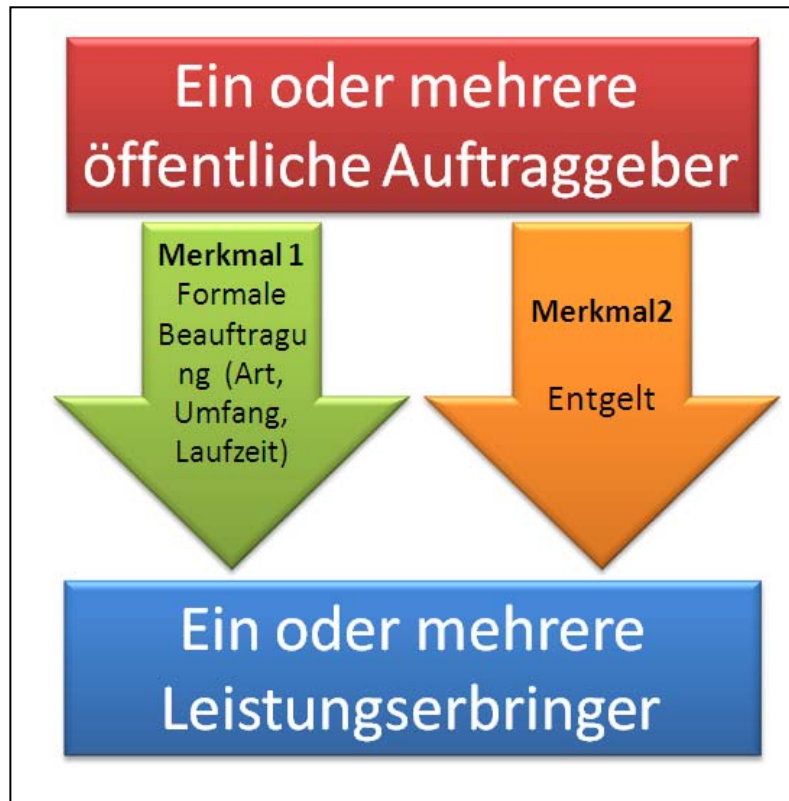 Ein oder mehrere
öffentliche Auftraggeber
Merkmal 1
Formale
Beauftragu
ng (Art,
Umfang,
Laufzeit)
Merkmal2
Entgelt
Ein oder mehrere
Leistungserbringer